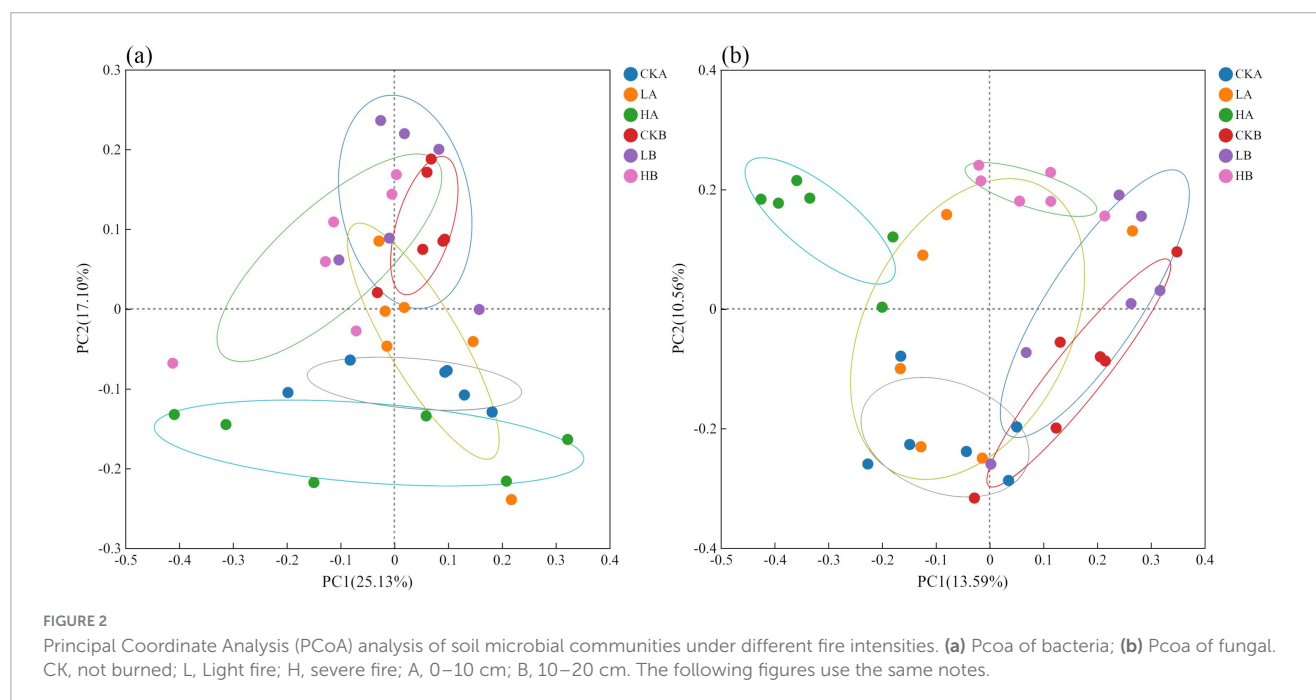 (a)
0.3
0.2
0.1
0
-0.1
-0.2
-0.3
PC2(17.10%)
-0.5
-0.4
-0.3
-0.2
-0.1
0
0.1
0.2
0.3
0.4
PC1(25.13%)
CKA
LA
HA
CKB
LB
HB
(b)
0.4
0.2
0
-0.2
-0.4
PC2(10.56%)
-0.5
-0.4
-0.3
-0.2
-0.1
0
0.1
0.2
0.3
0.4
PC1(13.59%)
CKA
LA
HA
CKB
LB
HB
FIGURE 2
Principal Coordinate Analysis (PCoA) analysis of soil microbial communities under different fire intensities. (a) Pcoa of bacteria; (b) Pcoa of fungal.
CK, not burned; L, Light fire; H, severe fire; A, 0–10 cm; B, 10–20 cm. The following figures use the same notes.